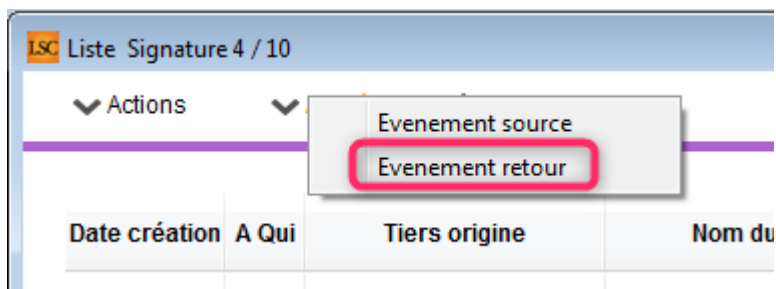 LSC Liste Signature 4 / 10
Actions
Evenement source
Evenement retour
Date création A Qui Tiers origine Nom du